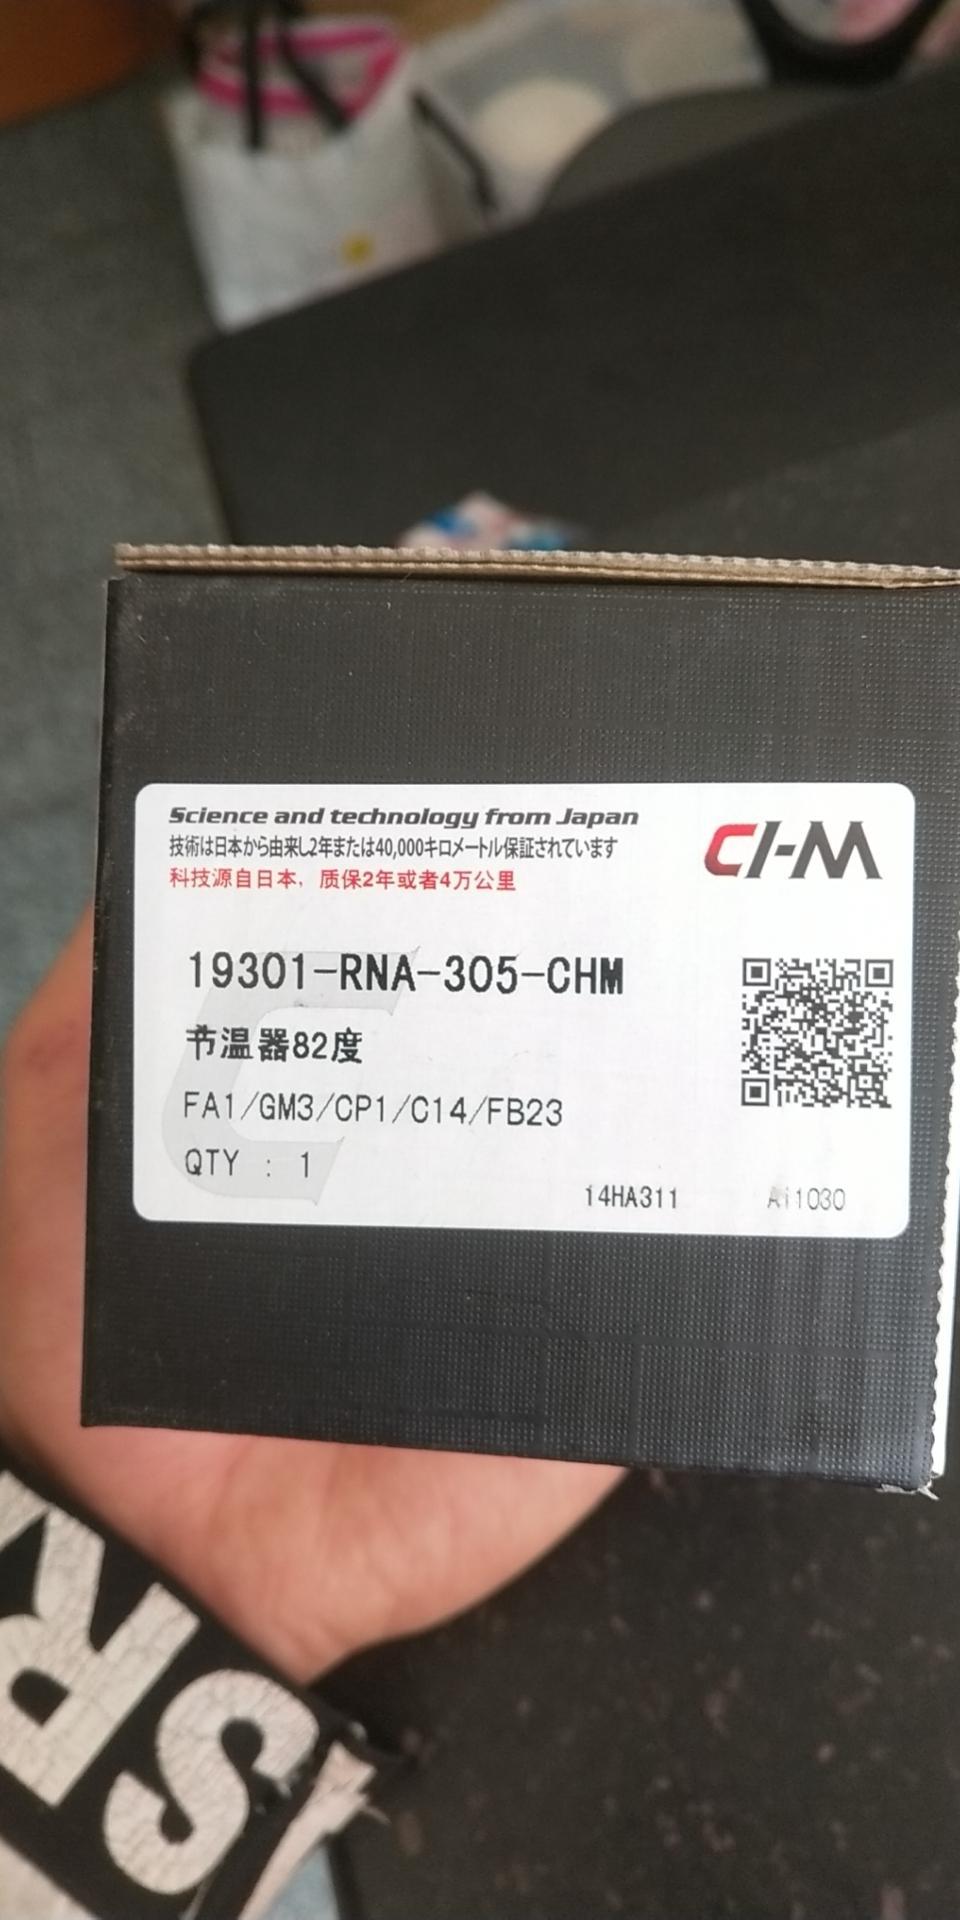 Science and technology from Japan
技術は日本から由来し2年または40,000キロメートル保証されています
科技源自日本，质保2年或者4万公里
CHM
19301-RNA-305-CHM
节温器82度
FA1/GM3/CP1/C14/FB23
QTY : 1
14HA311
Ai1030
RS